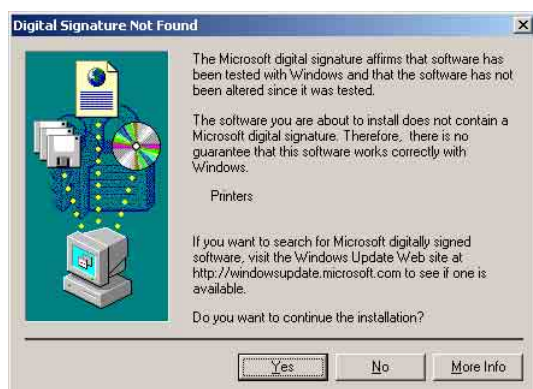 Digital Signature Not Found
The Microsoft digital signature affirms that software has
been tested with Windows and that the software has not
been altered since it was tested.
The software you are about to install does not contain a
Microsoft digital signature. Therefore, there is no
guarantee that this software works correctly with
Windows.
Printers
If you want to search for Microsoft digitally signed
software, visit the Windows Update Web site at
http://windowsupdate.microsoft.com to see if one is
available.
Do you want to continue the installation?
Yes No More Info